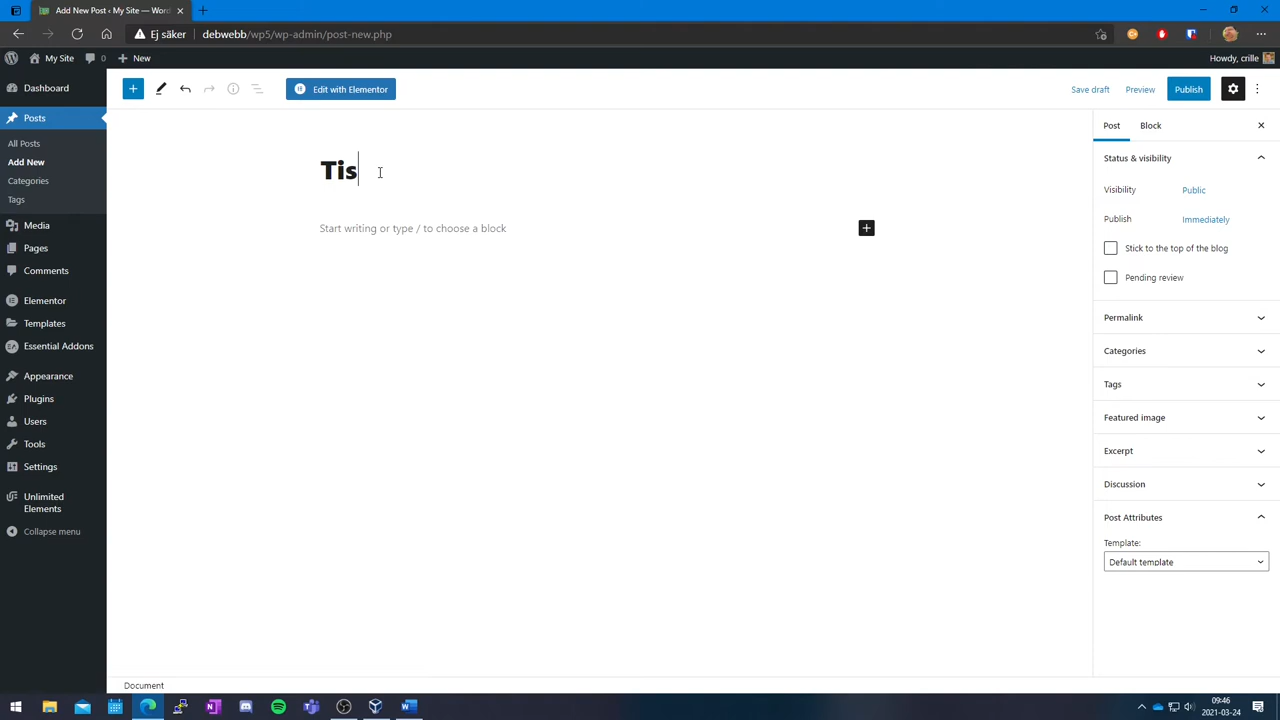 Add New Post ‹ My Site — Word
Ej säker
debwebb/wp5/wp-admin/post-new.php
My Site
0
New
Howdy, crille
Dashboard
Posts
All Posts
Add New
Categories
Tags
Media
Pages
Comments
Elementor
Templates
Essential Addons
Appearance
Plugins
Users
Tools
Settings
Unlimited
Elements
Collapse menu
Edit with Elementor
Save draft
Preview
Publish
Tis
Start writing or type / to choose a block
Post
Block
Status & visibility
Visibility
Public
Publish
Immediately
Stick to the top of the blog
Pending review
Permalink
Categories
Tags
Featured image
Excerpt
Discussion
Post Attributes
Template:
Default template
Document
09:46
2021-03-24